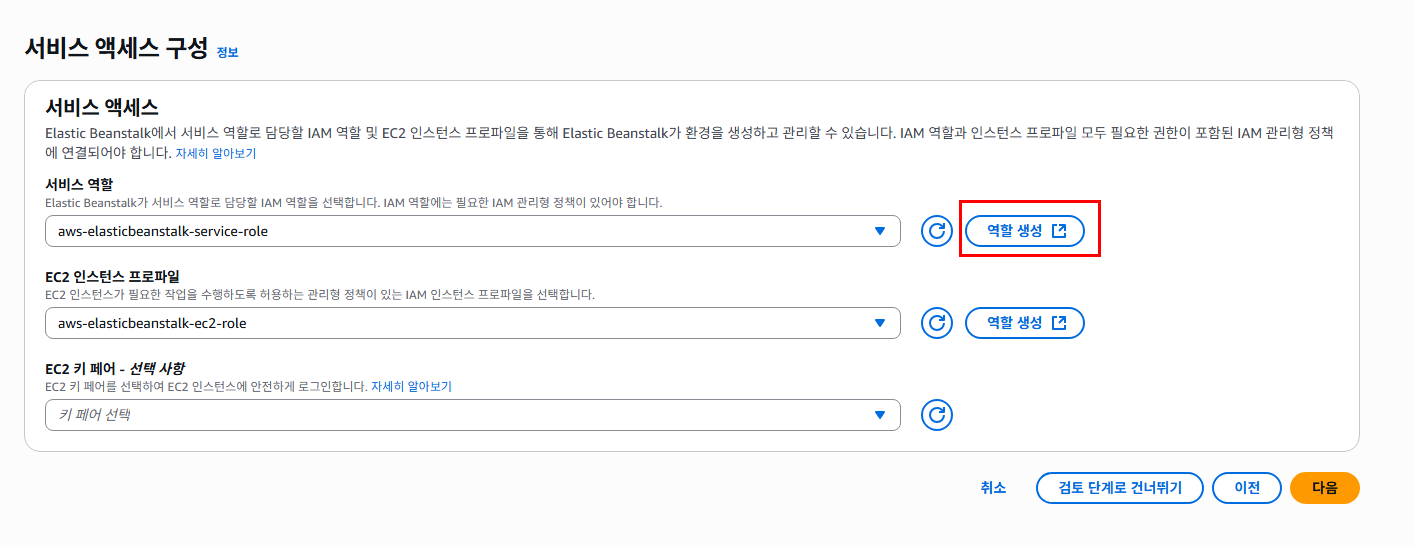 서비스 액세스 구성 정보
서비스 액세스
Elastic Beanstalk에서 서비스 역할로 담당할 IAM 역할 및 EC2 인스턴스 프로파일을 통해 Elastic Beanstalk가 환경을 생성하고 관리할 수 있습니다. IAM 역할과 인스턴스 프로파일 모두 필요한 권한이 포함된 IAM 관리형 정책
에 연결되어야 합니다. 자세히 알아보기
서비스 역할
Elastic Beanstalk가 서비스 역할로 담당할 IAM 역할을 선택합니다. IAM 역할에는 필요한 IAM 관리형 정책이 있어야 합니다.
aws-elasticbeanstalk-service-role 역할 생성
EC2 인스턴스 프로파일
EC2 인스턴스가 필요한 작업을 수행하도록 허용하는 관리형 정책이 있는 IAM 인스턴스 프로파일을 선택합니다.
aws-elasticbeanstalk-ec2-role 역할 생성
EC2 키 페어 - 선택 사항
EC2 키 페어를 선택하여 EC2 인스턴스에 안전하게 로그인합니다. 자세히 알아보기
키 페어 선택
취소 검토 단계로 건너뛰기 이전 다음